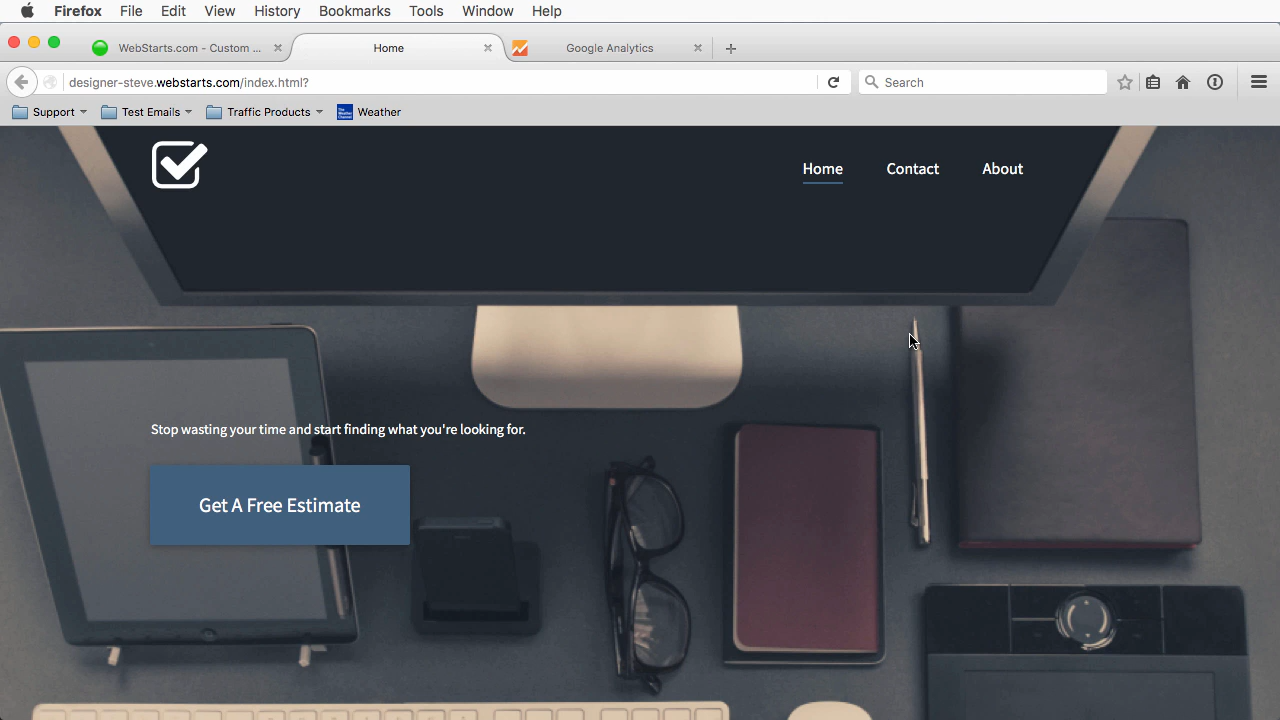 Firefox File Edit View History Bookmarks Tools Window Help
WebStarts.com - Custom ... Home Google Analytics
designer-steve.webstarts.com/index.html? Search
Support Test Emails Traffic Products Weather
Home Contact About
Stop wasting your time and start finding what you're looking for.
Get A Free Estimate